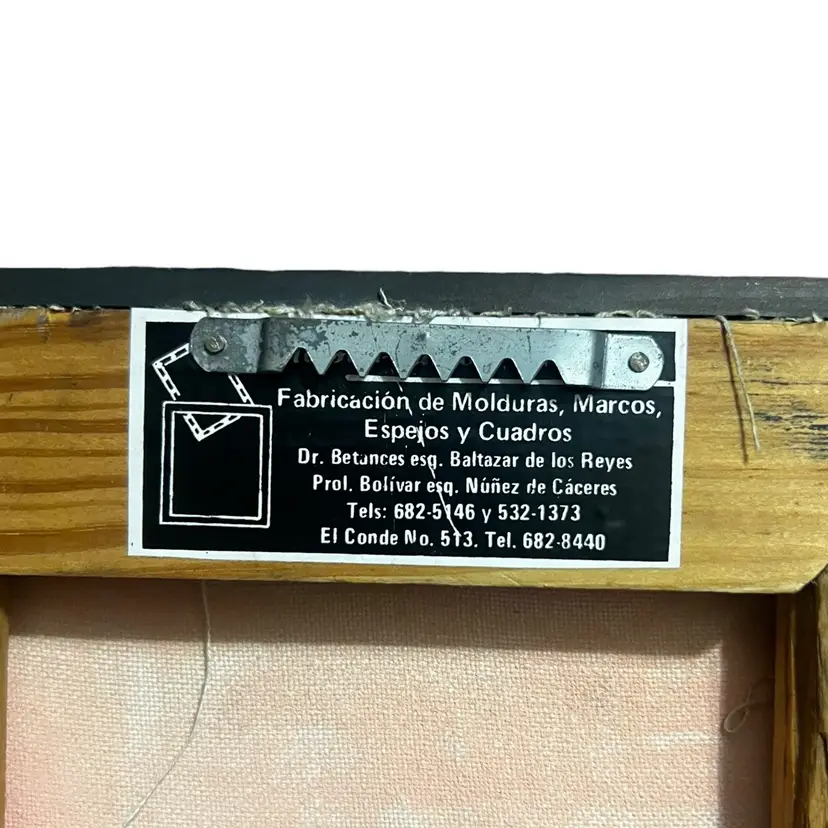 Fabricación de Molduras, Marcos,
Espejos y Cuadros
Dr. Betances esq. Baltazar de los Reyes
Prol. Bolívar esq. Núñez de Cáceres
Tels: 682-5146 y 532-1373
El Conde No. 513. Tel. 682-8440